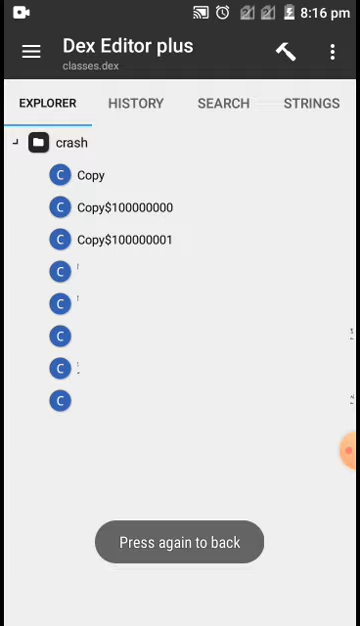 8:16 pm
Dex Editor plus
classes.dex
EXPLORER HISTORY SEARCH STRINGS
crash
C Copy
C Copy$100000000
C Copy$100000001
C
C
C
C
C
Press again to back